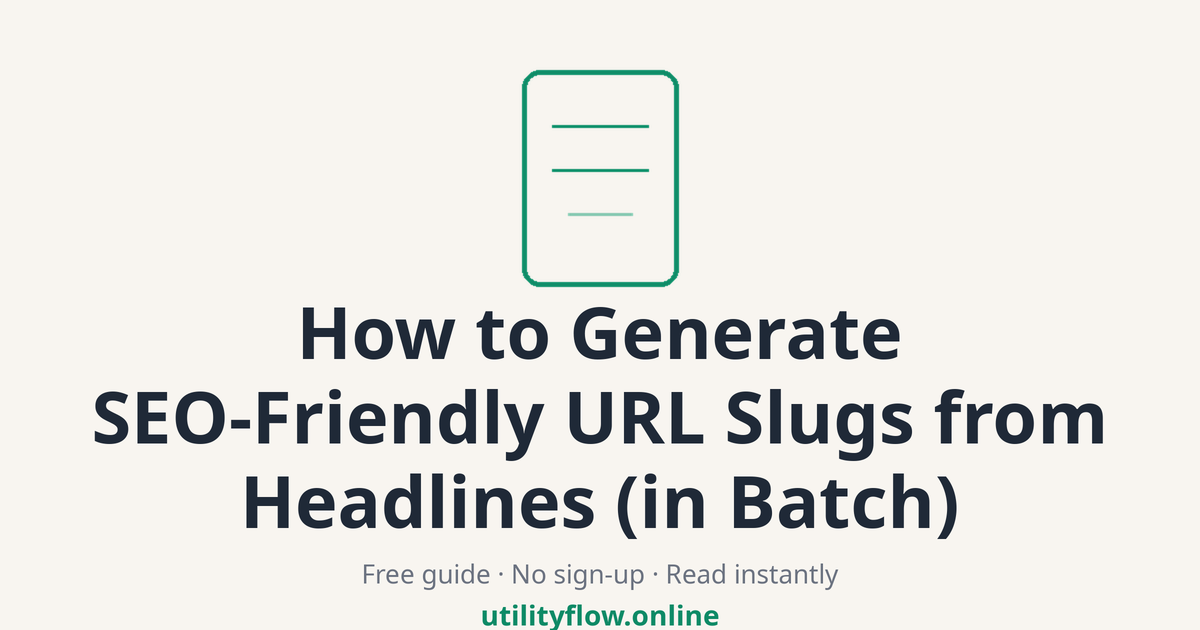 How to Generate
SEO-Friendly URL Slugs from
Headlines (in Batch)
Free guide · No sign-up · Read instantly
utilityflow.online